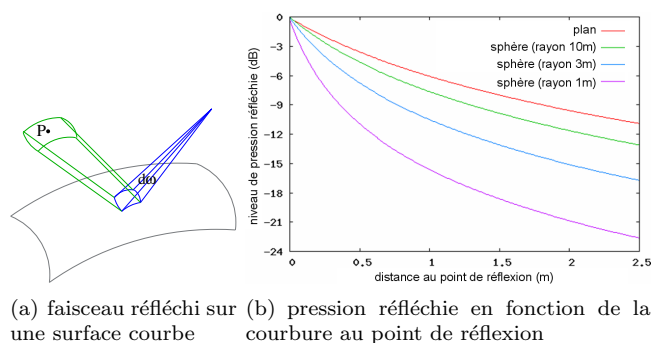 P
dω
0
-3
-6
-9
-12
-15
-18
-21
-24
niveau de pression réfléchie (dB)
plan
sphère (rayon 10m)
sphère (rayon 3m)
sphère (rayon 1m)
0 0.5 1 1.5 2 2.5
distance au point de réflexion (m)
(a) faisceau réfléchi sur
une surface courbe
(b) pression réfléchie en fonction de la
courbure au point de réflexion